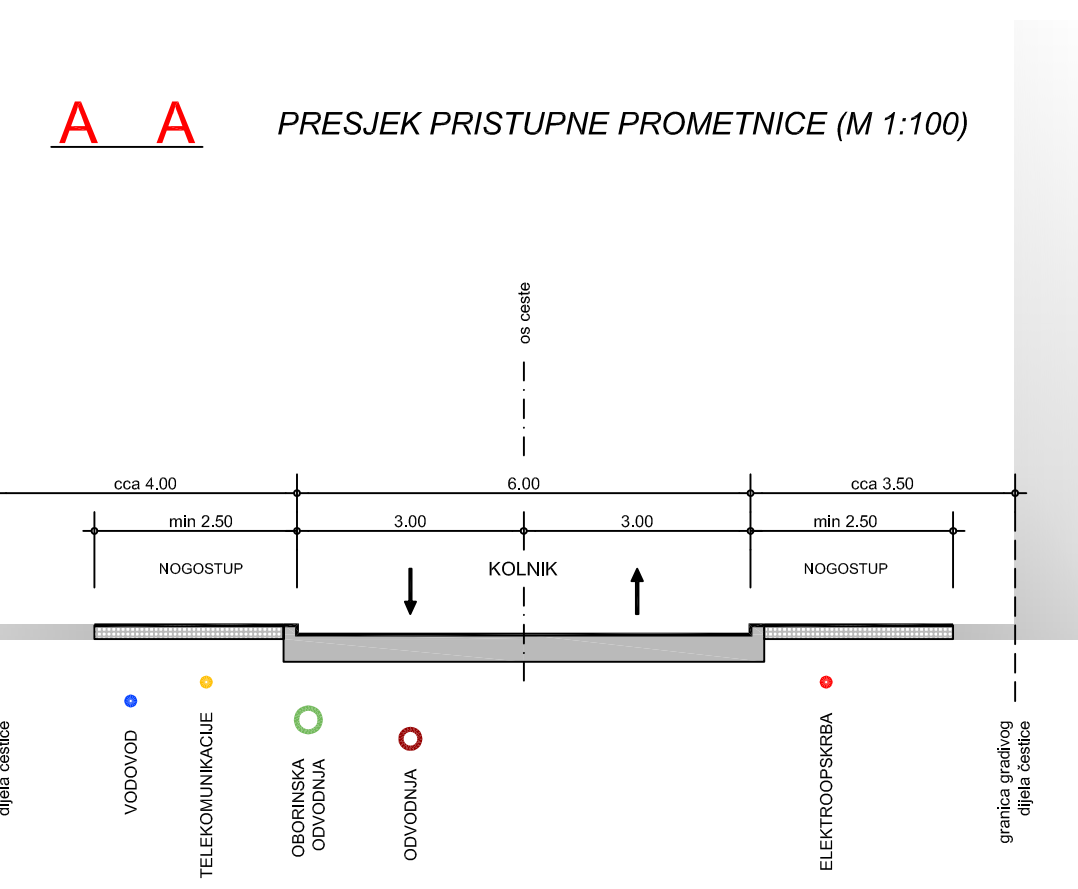 A A
PRESJEK PRISTUPNE PROMETNICE (M 1:100)
os ceste
cca 4.00
6.00
cca 3.50
min 2.50
3.00
3.00
min 2.50
NOGOSTUP
KOLNIK
NOGOSTUP
dijela čestice
VODOVOD
TELEKOMUNIKACIJE
OBORINSKA
ODVODNJA
ODVODNJA
ELEKTROOPSKRBA
granica gradivog
dijela čestice